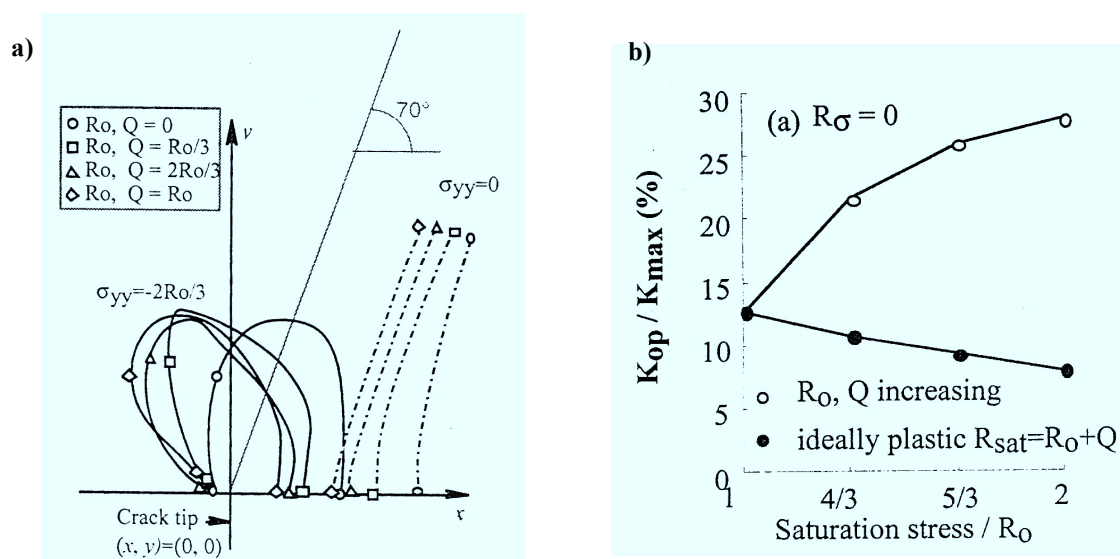 a)
○ Ro, Q = 0
□ Ro, Q = Ro/3
△ Ro, Q = 2Ro/3
◇ Ro, Q = Ro
y
70°
σyy=0
σyy=-2Ro/3
x
Crack tip
(x, y)=(0, 0)
b)
30
25
20
15
10
5
0
(a) Rσ = 0
Kop / Kmax (%)
○ RO, Q increasing
● ideally plastic Rsat=RO+Q
1 4/3 5/3 2
Saturation stress / RO